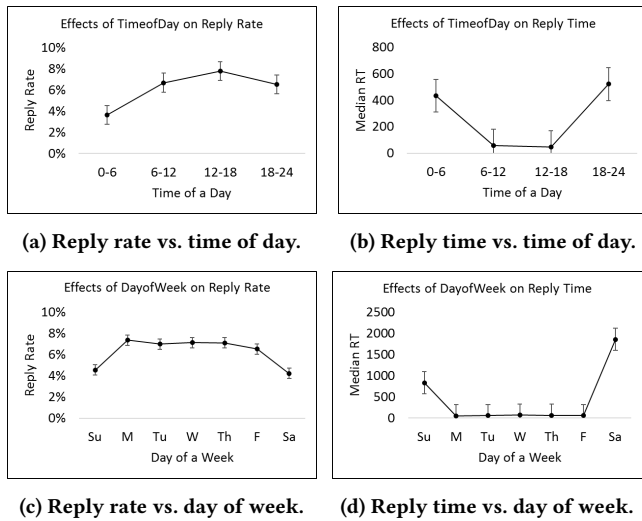 Effects of TimeofDay on Reply Rate
10%
8%
6%
4%
2%
0%
Reply Rate
0-6 6-12 12-18 18-24
Time of a Day
(a) Reply rate vs. time of day.
Effects of TimeofDay on Reply Time
800
600
400
200
0
Median RT
0-6 6-12 12-18 18-24
Time of a Day
(b) Reply time vs. time of day.
Effects of DayofWeek on Reply Rate
10%
8%
6%
4%
2%
0%
Reply Rate
Su M Tu W Th F Sa
Day of a Week
(c) Reply rate vs. day of week.
Effects of DayofWeek on Reply Time
2500
2000
1500
1000
500
0
Median RT
Su M Tu W Th F Sa
Day of a Week
(d) Reply time vs. day of week.